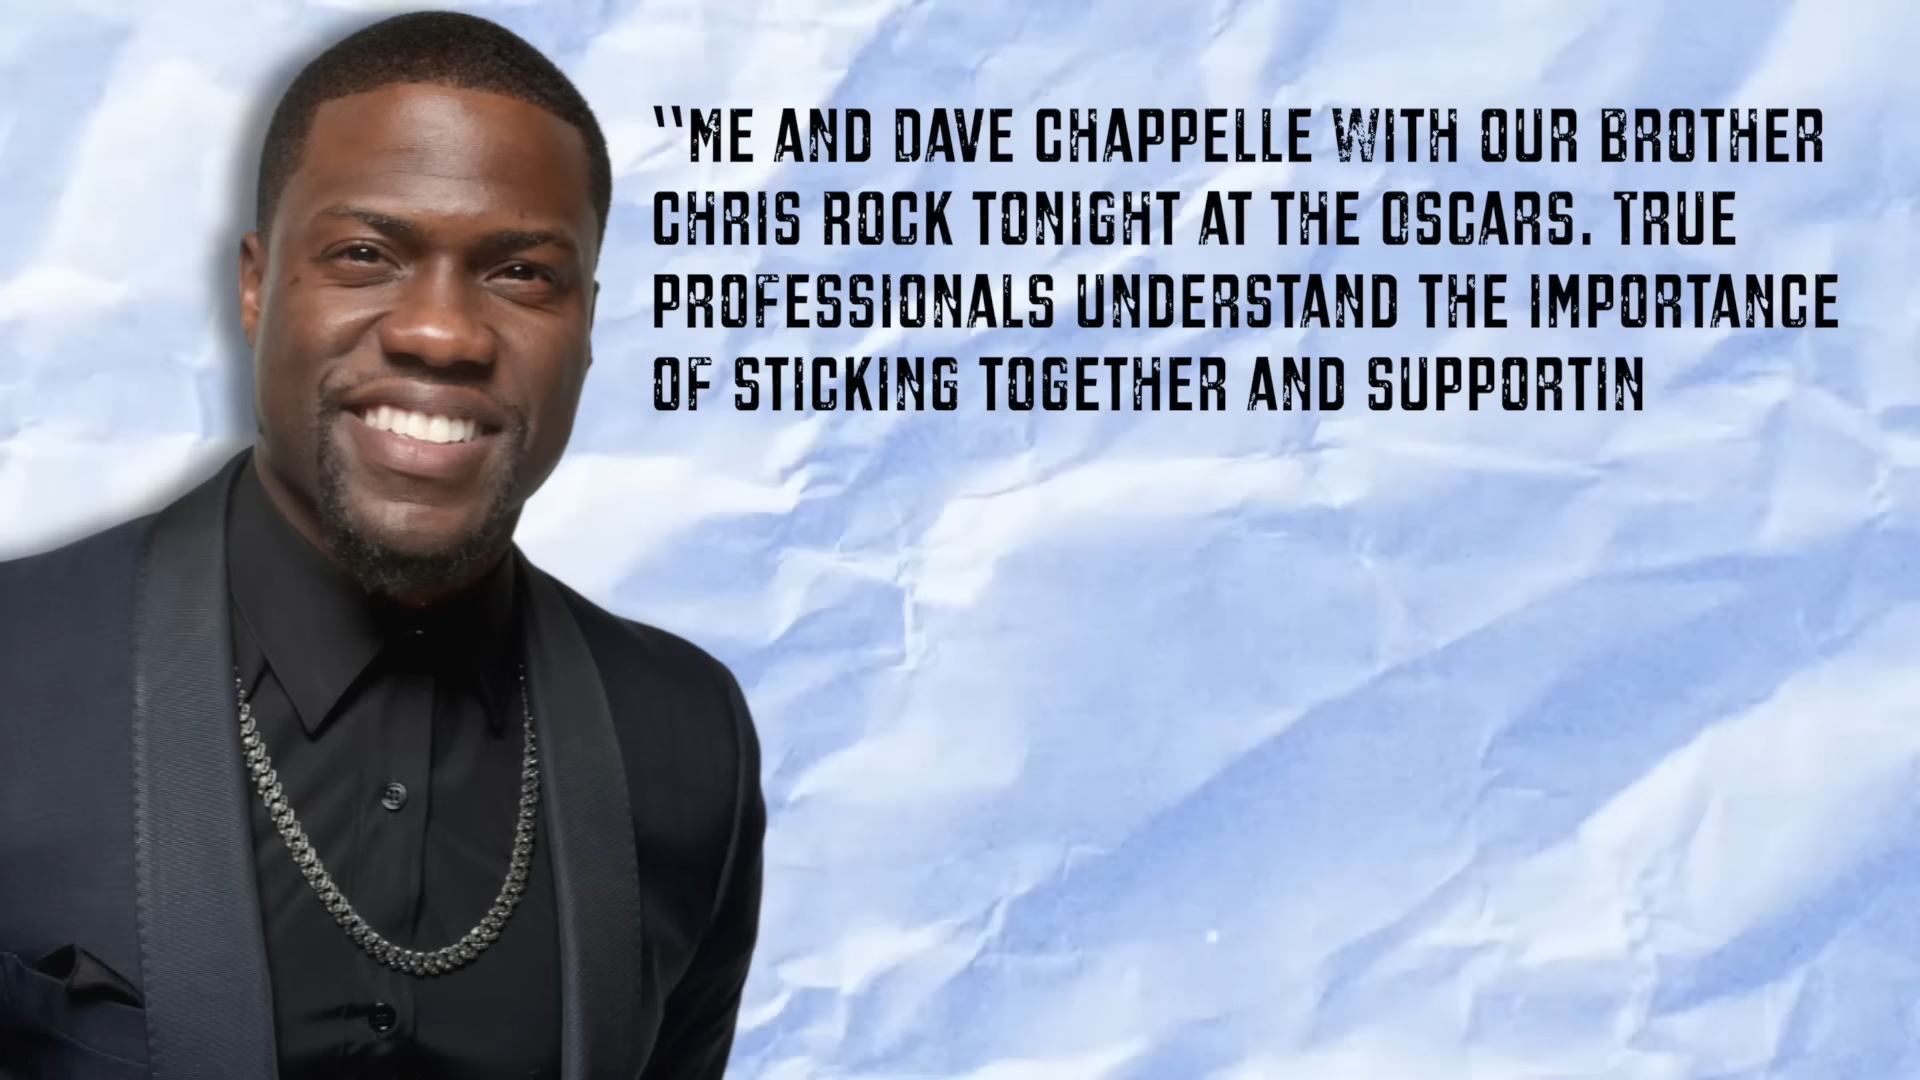 "ME AND DAVE CHAPPELLE WITH OUR BROTHER
CHRIS ROCK TONIGHT AT THE OSCARS. TRUE
PROFESSIONALS UNDERSTAND THE IMPORTANCE
OF STICKING TOGETHER AND SUPPORTIN